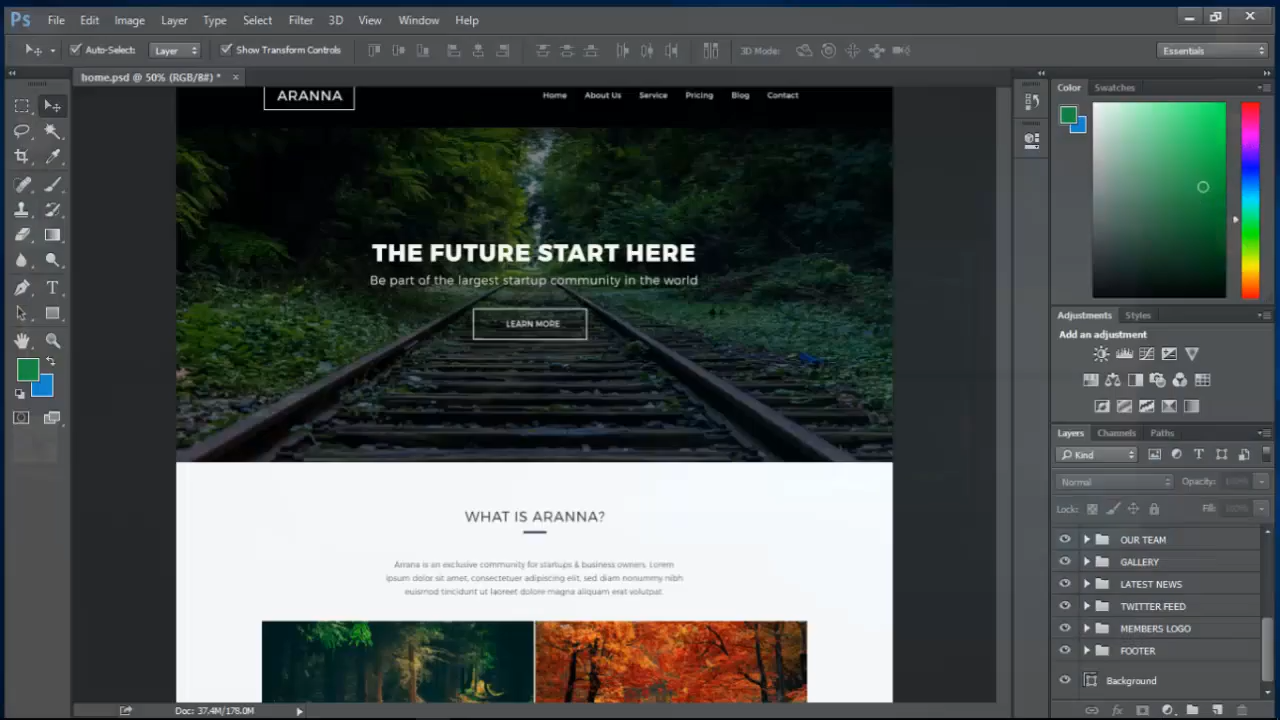 Ps File Edit Image Layer Type Select Filter 3D View Window Help
Auto-Select: Layer Show Transform Controls 3D Mode: Essentials
home.psd @ 50% (RGB/8#) * ×
ARANNA
Home About Us Service Pricing Blog Contact
THE FUTURE START HERE
Be part of the largest startup community in the world
LEARN MORE
WHAT IS ARANNA?
Arrana is an exclusive community for startups & business owners. Lorem
ipsum dolor sit amet, consectetuer adipiscing elit, sed diam nonummy nibh
euismod tincidunt ut laoreet dolore magna aliquam erat volutpat.
Doc: 37.4M/178.0M
Color Swatches
Adjustments Styles
Add an adjustment
Layers Channels Paths
Kind
Normal Opacity: 100%
Lock: Fill: 100%
OUR TEAM
GALLERY
LATEST NEWS
TWITTER FEED
MEMBERS LOGO
FOOTER
Background